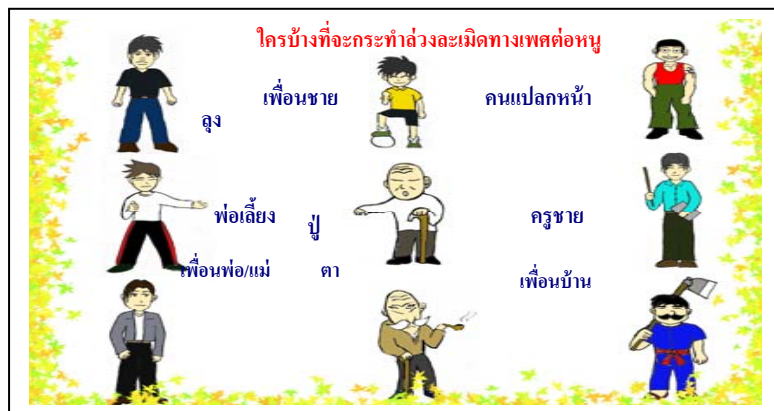 ใครบ้างที่จะกระทำล่วงละเมิดทางเพศต่อหนู
เพื่อนชาย
คนแปลกหน้า
ลุง
พ่อเลี้ยง
ปู่
ครูชาย
เพื่อนพ่อ/แม่
ตา
เพื่อนบ้าน